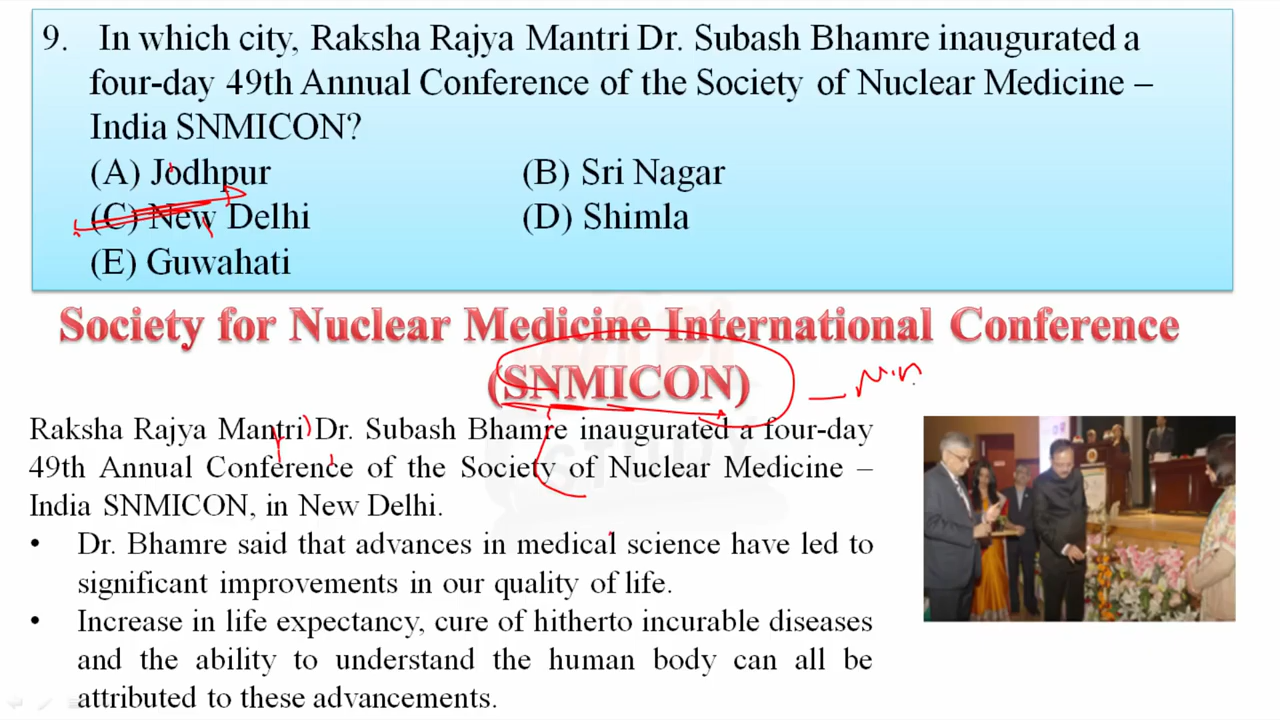 9. In which city, Raksha Rajya Mantri Dr. Subash Bhamre inaugurated a
four-day 49th Annual Conference of the Society of Nuclear Medicine –
India SNMICON?
(A) Jodhpur (B) Sri Nagar
(C) New Delhi (D) Shimla
(E) Guwahati
Society for Nuclear Medicine International Conference
(SNMICON)
Min
Raksha Rajya Mantri Dr. Subash Bhamre inaugurated a four-day
49th Annual Conference of the Society of Nuclear Medicine –
India SNMICON, in New Delhi.
• Dr. Bhamre said that advances in medical science have led to
significant improvements in our quality of life.
• Increase in life expectancy, cure of hitherto incurable diseases
and the ability to understand the human body can all be
attributed to these advancements.
STUDY